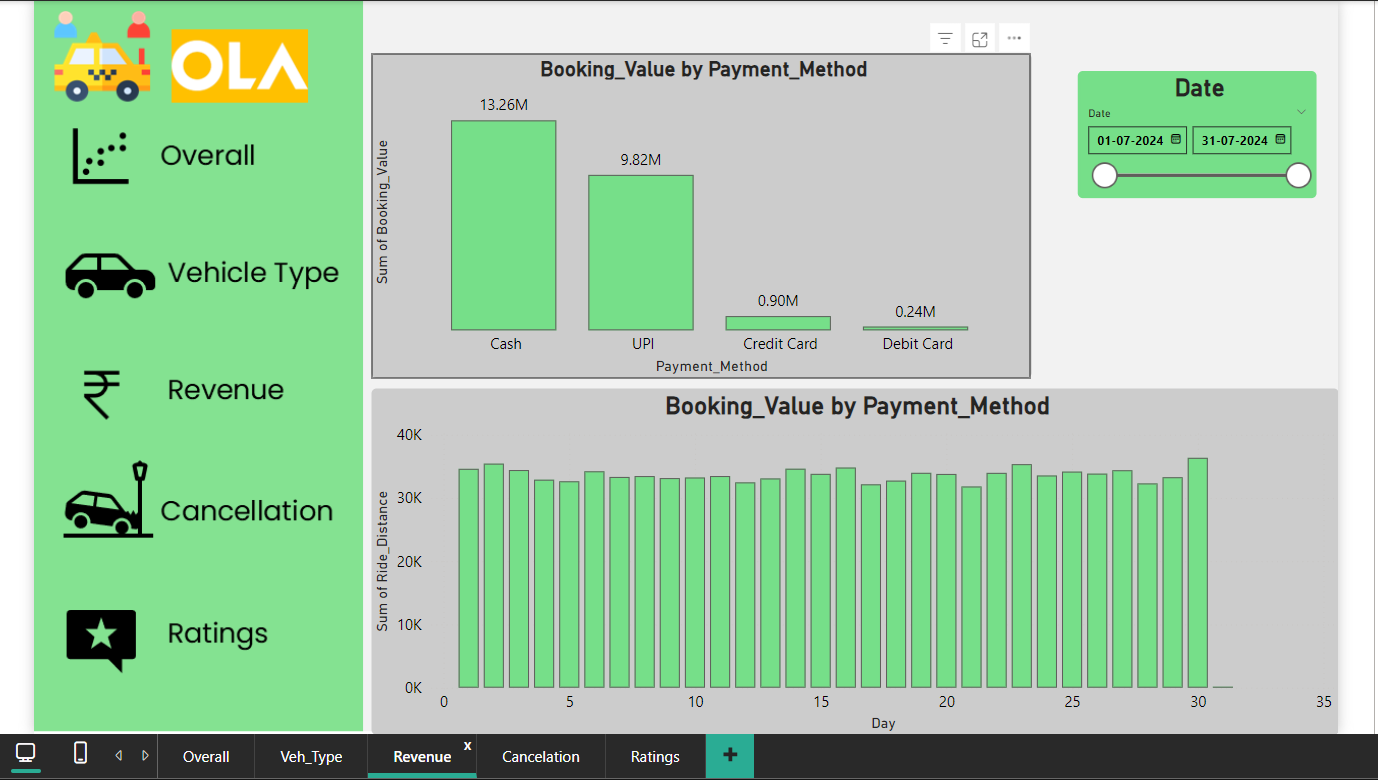 OLA
Overall
Vehicle Type
Revenue
Cancellation
Ratings
Booking_Value by Payment_Method
Sum of Booking_Value
13.26M
9.82M
0.90M
0.24M
Cash UPI Credit Card Debit Card
Payment_Method
Date
Date
01-07-2024 31-07-2024
Booking_Value by Payment_Method
Sum of Ride_Distance
40K
30K
20K
10K
0K
0 5 10 15 20 25 30 35
Day
Overall Veh_Type Revenue x Cancelation Ratings +